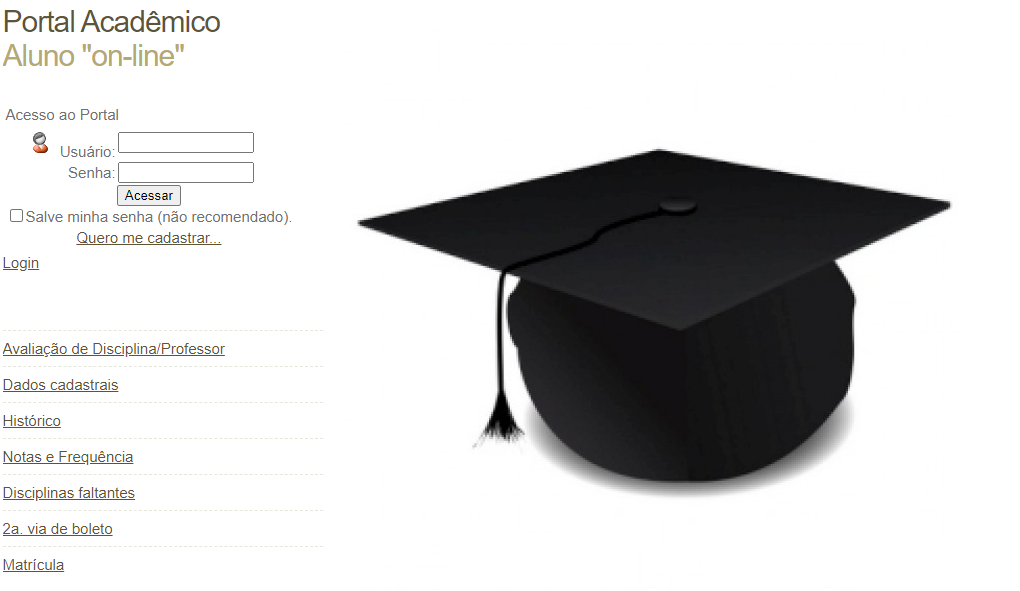 Portal Acadêmico
Aluno "on-line"
Acesso ao Portal
Usuário:
Senha:
Acessar
Salve minha senha (não recomendado).
Quero me cadastrar...
Login
Avaliação de Disciplina/Professor
Dados cadastrais
Histórico
Notas e Frequência
Disciplinas faltantes
2a. via de boleto
Matrícula